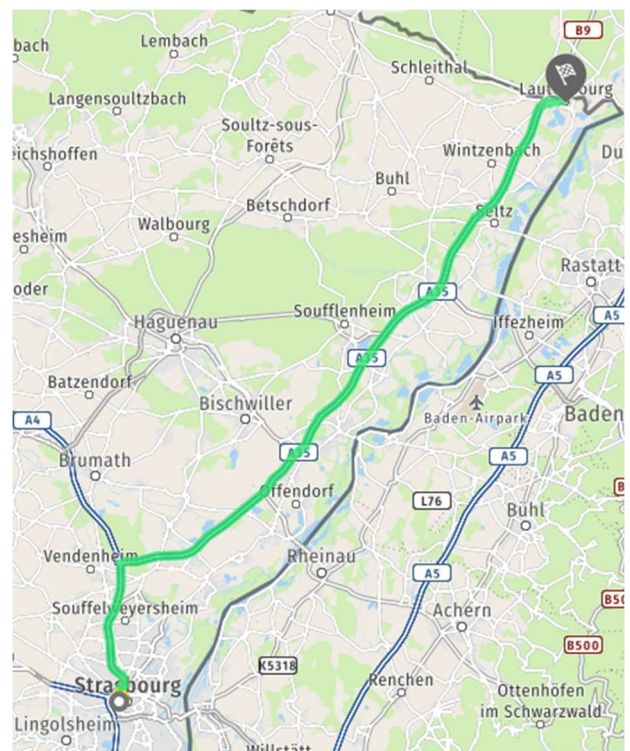 B9
bach
Lembach
Schleithal
Lauterbourg
Langensoultzbach
Soultz-sous-
Forêts
Wintzenbach
eichshoffen
Du
Buhl
Betschdorf
Seltz
Walbourg
esheim
Rastatt
oder
A35
Soufflenheim
A5
Haguenau
Iffezheim
A35
A5
Batzendorf
Bischwiller
Baden-Airpark
Baden
A4
A35
A5
Brumath
Offendorf
B
L76
Bühl
Vendenheim
Rheinau
A5
B50
Souffelweyersheim
Achern
B500
K5318
Strasbourg
Renchen
Ottenhöfen
im Schwarzwald
Lingolsheim
Willstätt